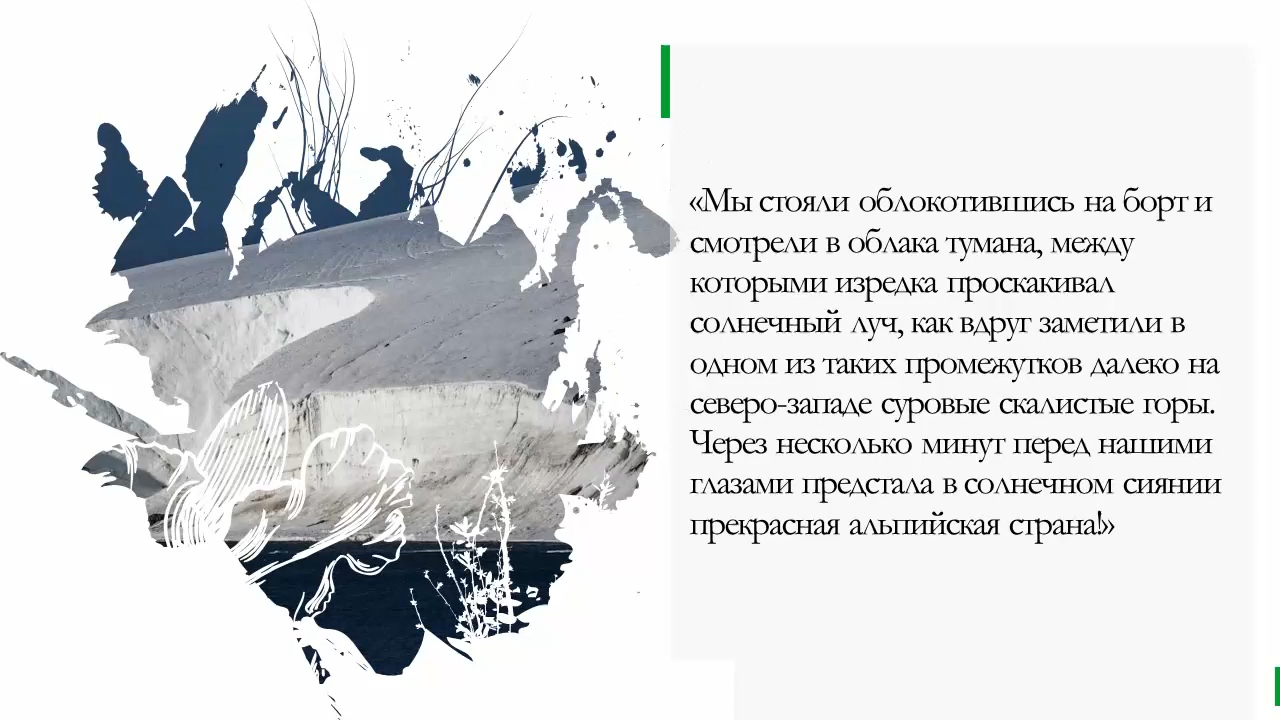 «Мы стояли облокотившись на борт и
смотрели в облака тумана, между
которыми изредка проскакивал
солнечный луч, как вдруг заметили в
одном из таких промежутков далеко на
северо-западе суровые скалистые горы.
Через несколько минут перед нашими
глазами предстала в солнечном сиянии
прекрасная альпийская страна!»